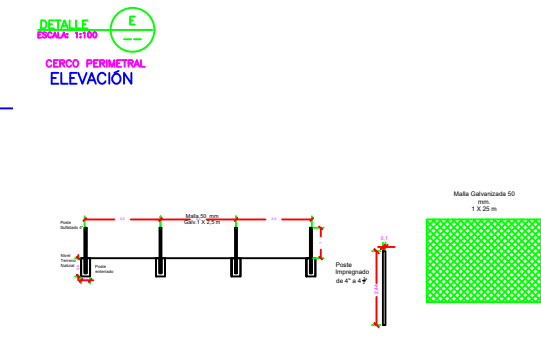 DETALLE
E
ESCALA: 1:100
CERCO PERIMETRAL
ELEVACIÓN
Malla Galvanizada 50
mm.
1 X 25 m
Poste
Sulfatado 4"
Malla 50 mm
Galv.1 X 2,5 m
Nivel
Terreno
Natural
Poste
enterrado
0.1
Poste
Impregnado
de 4" a 4